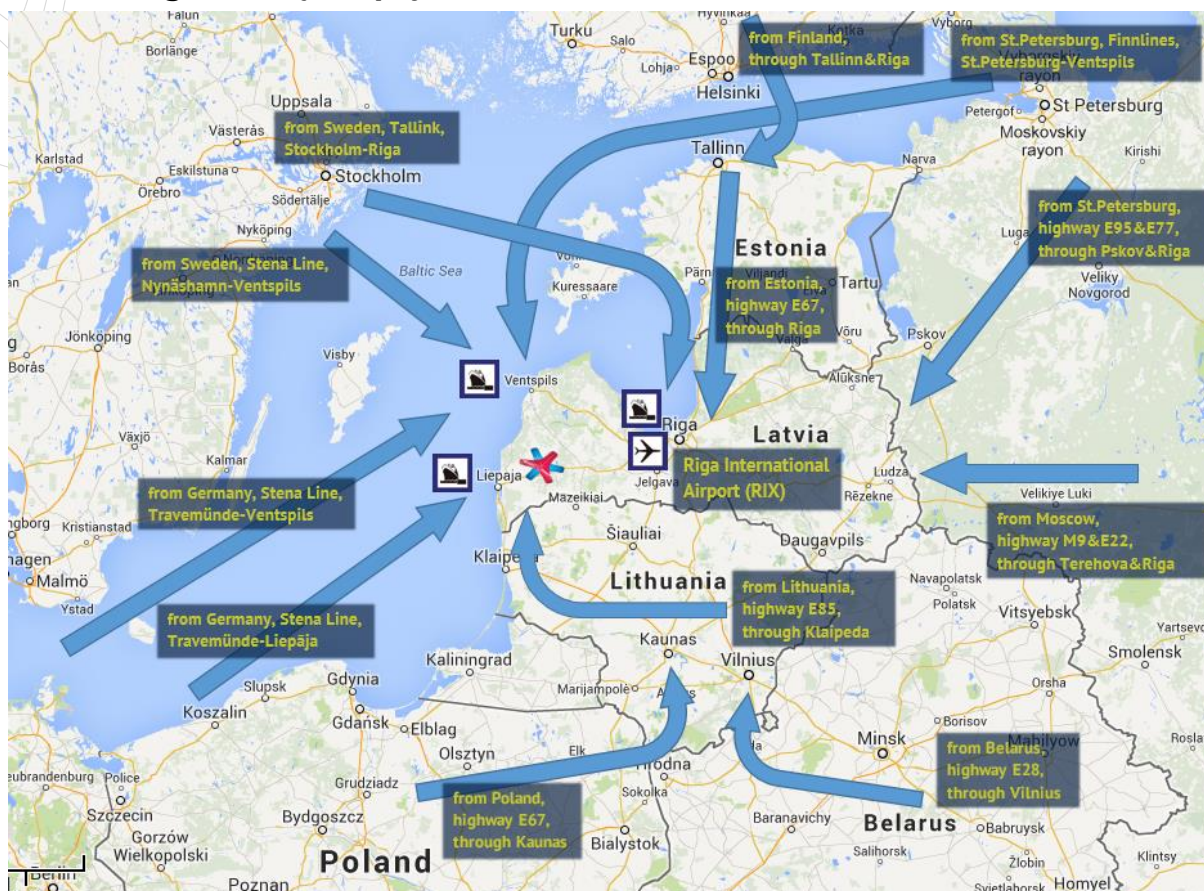 Falun
Turku
Salo
Hyvinkää
Kotka
Vyborg
Borlänge
Lohja
Espoo
Helsinki
from Finland,
through Tallinn&Riga
from St.Petersburg, Finnlines,
St.Petersburg-Ventspils
Vyborgskiy
rayon
St Petersburg
Petergof
Moskovskiy
rayon
Kirishi
Uppsala
Västerås
Karlstad
Eskilstuna
Örebro
Stockholm
Södertälje
from Sweden, Tallink,
Stockholm-Riga
Tallinn
Narva
from St.Petersburg,
highway E95&E77,
through Pskov&Riga
Luga
Veliky
Novgorod
Nyköping
Norrköping
from Sweden, Stena Line,
Nynäshamn-Ventspils
Baltic Sea
Kuressaare
Estonia
Pärnu
Viljandi
Tartu
from Estonia,
highway E67,
through Riga
Valga
Võru
Pskov
Jönköping
Borås
Visby
Ventspils
Alūksne
Riga
Latvia
Växjö
Kalmar
Liepaja
Mazeikiai
Jelgava
Riga International
Airport (RIX)
Ludza
Rēzekne
Velikiye Luki
from Germany, Stena Line,
Travemünde-Ventspils
Kristianstad
Malmö
Ystad
Šiauliai
Daugavpils
from Moscow,
highway M9&E22,
through Terehova&Riga
Klaipeda
Lithuania
from Lithuania,
highway E85,
through Klaipeda
Navapolatsk
Polatsk
Vitsyebsk
Yartsevo
Smolensk
from Germany, Stena Line,
Travemünde-Liepāja
Kaunas
Vilnius
Kaliningrad
Marijampolė
Slupsk
Gdynia
Koszalin
Gdańsk
Elbląg
Olsztyn
Elk
Orsha
Borisov
Minsk
Mahilyow
from Belarus,
highway E28,
through Vilnius
Police
Szczecin
Grudziadz
Hrodna
Sokolka
from Poland,
highway E67,
through Kaunas
Bydgoszcz
Bialystok
Baranavichy
Belarus
Babruysk
Gorzów
Wielkopolski
Poland
Poznan
Salihorsk
Žlobin
Klintsy
Svietlahorsk
Homyel
Berlin